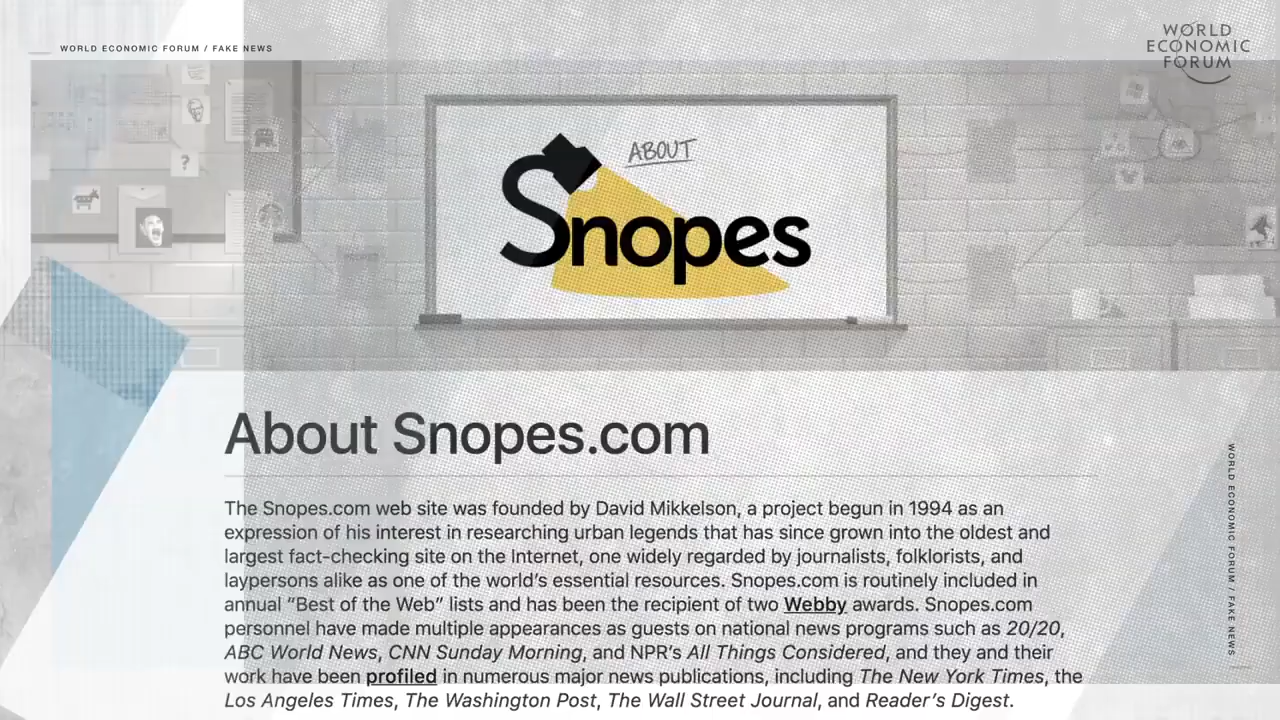 WORLD ECONOMIC FORUM / FAKE NEWS
WORLD
ECONOMIC
FORUM
ABOUT
Snopes
?
About Snopes.com
The Snopes.com web site was founded by David Mikkelson, a project begun in 1994 as an
expression of his interest in researching urban legends that has since grown into the oldest and
largest fact-checking site on the Internet, one widely regarded by journalists, folklorists, and
laypersons alike as one of the world's essential resources. Snopes.com is routinely included in
annual “Best of the Web” lists and has been the recipient of two Webby awards. Snopes.com
personnel have made multiple appearances as guests on national news programs such as 20/20,
ABC World News, CNN Sunday Morning, and NPR's All Things Considered, and they and their
work have been profiled in numerous major news publications, including The New York Times, the
Los Angeles Times, The Washington Post, The Wall Street Journal, and Reader's Digest.
WORLD ECONOMIC FORUM / FAKE NEWS